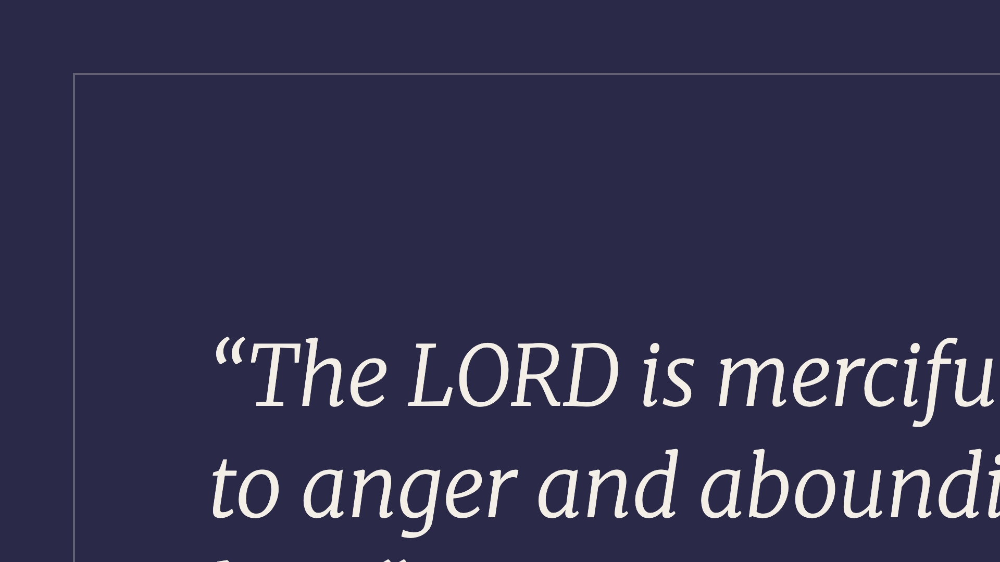 “The LORD is mercifu
to anger and aboundi